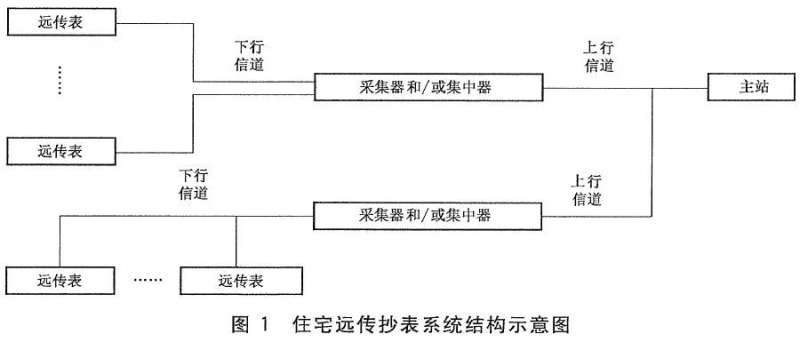 远传表
下行
信道
上行
信道
采集器和/或集中器
主站
……
远传表
下行
信道
上行
信道
采集器和/或集中器
远传表
……
远传表
图 1 住宅远传抄表系统结构示意图